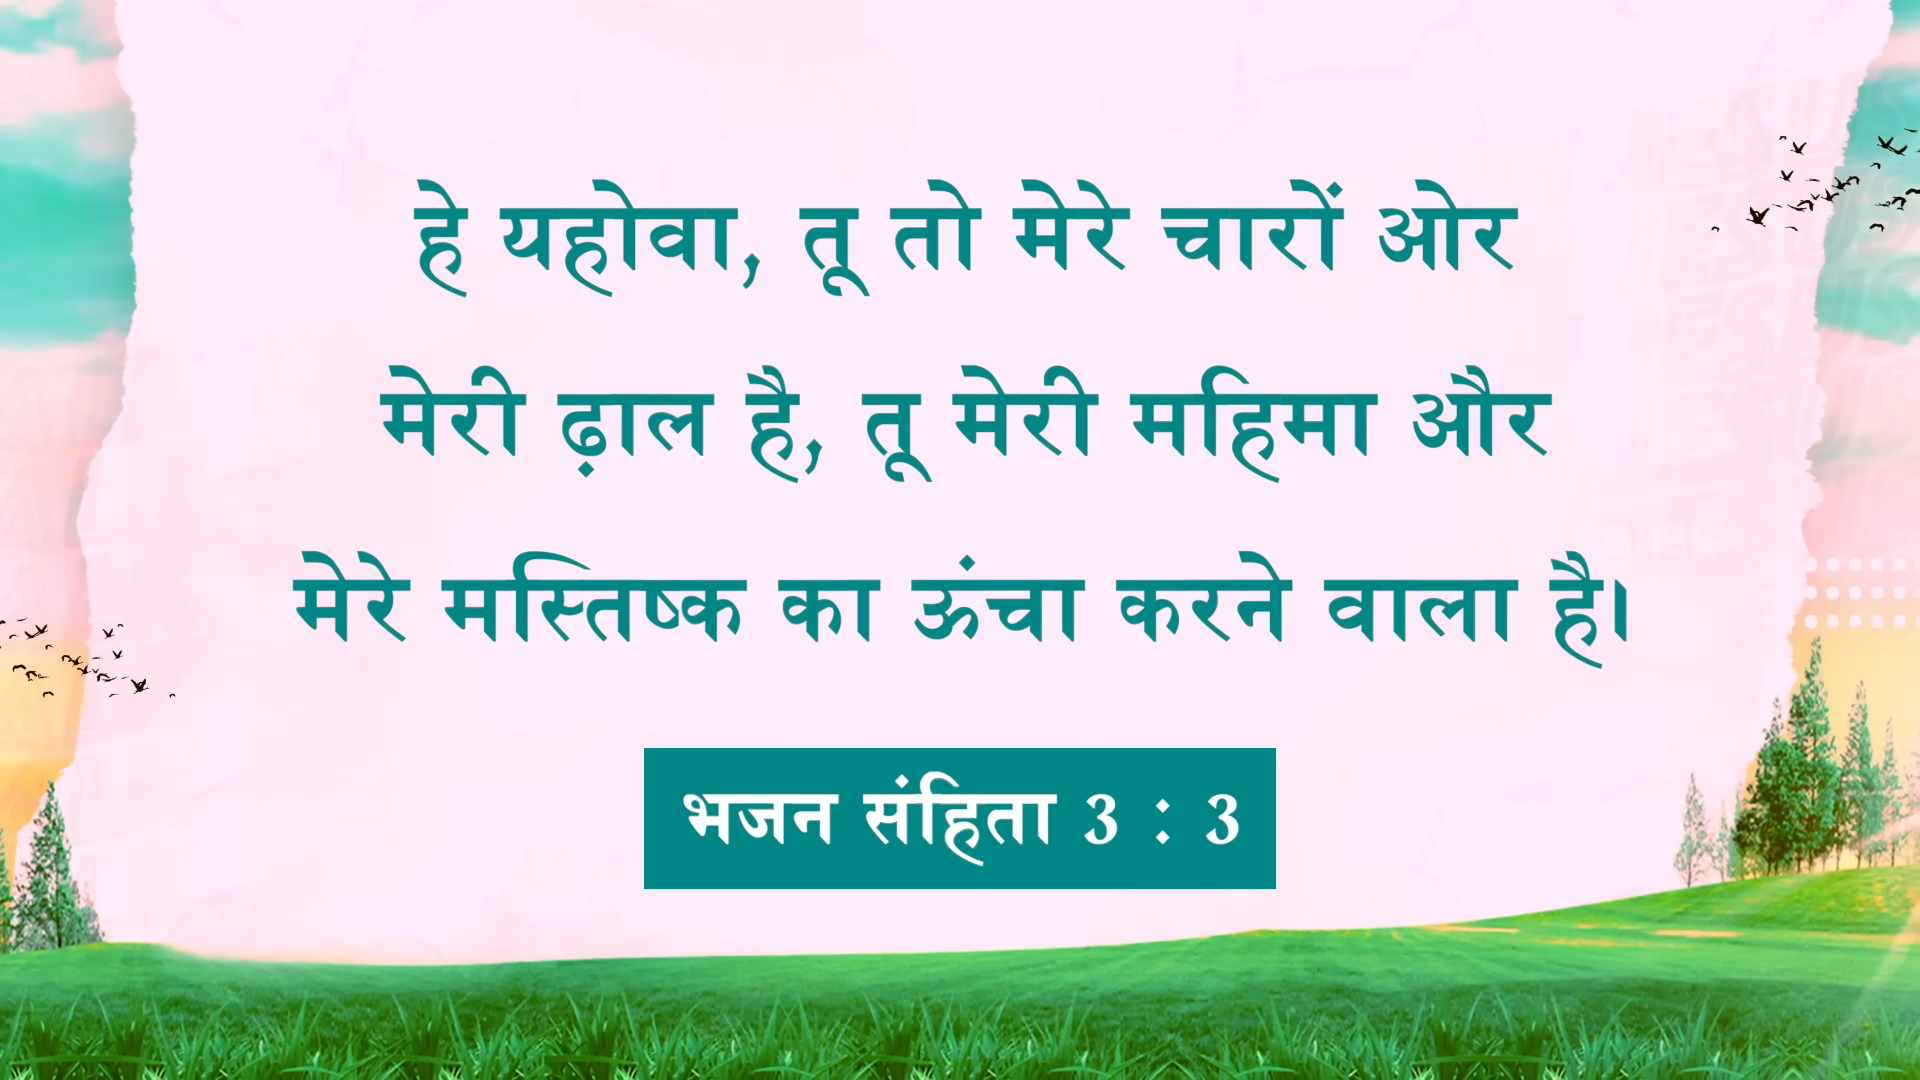 हे यहोवा, तू तो मेरे चारों ओर
मेरी ढ़ाल है, तू मेरी महिमा और
मेरे मस्तिष्क का ऊंचा करने वाला है।
भजन संहिता 3 : 3